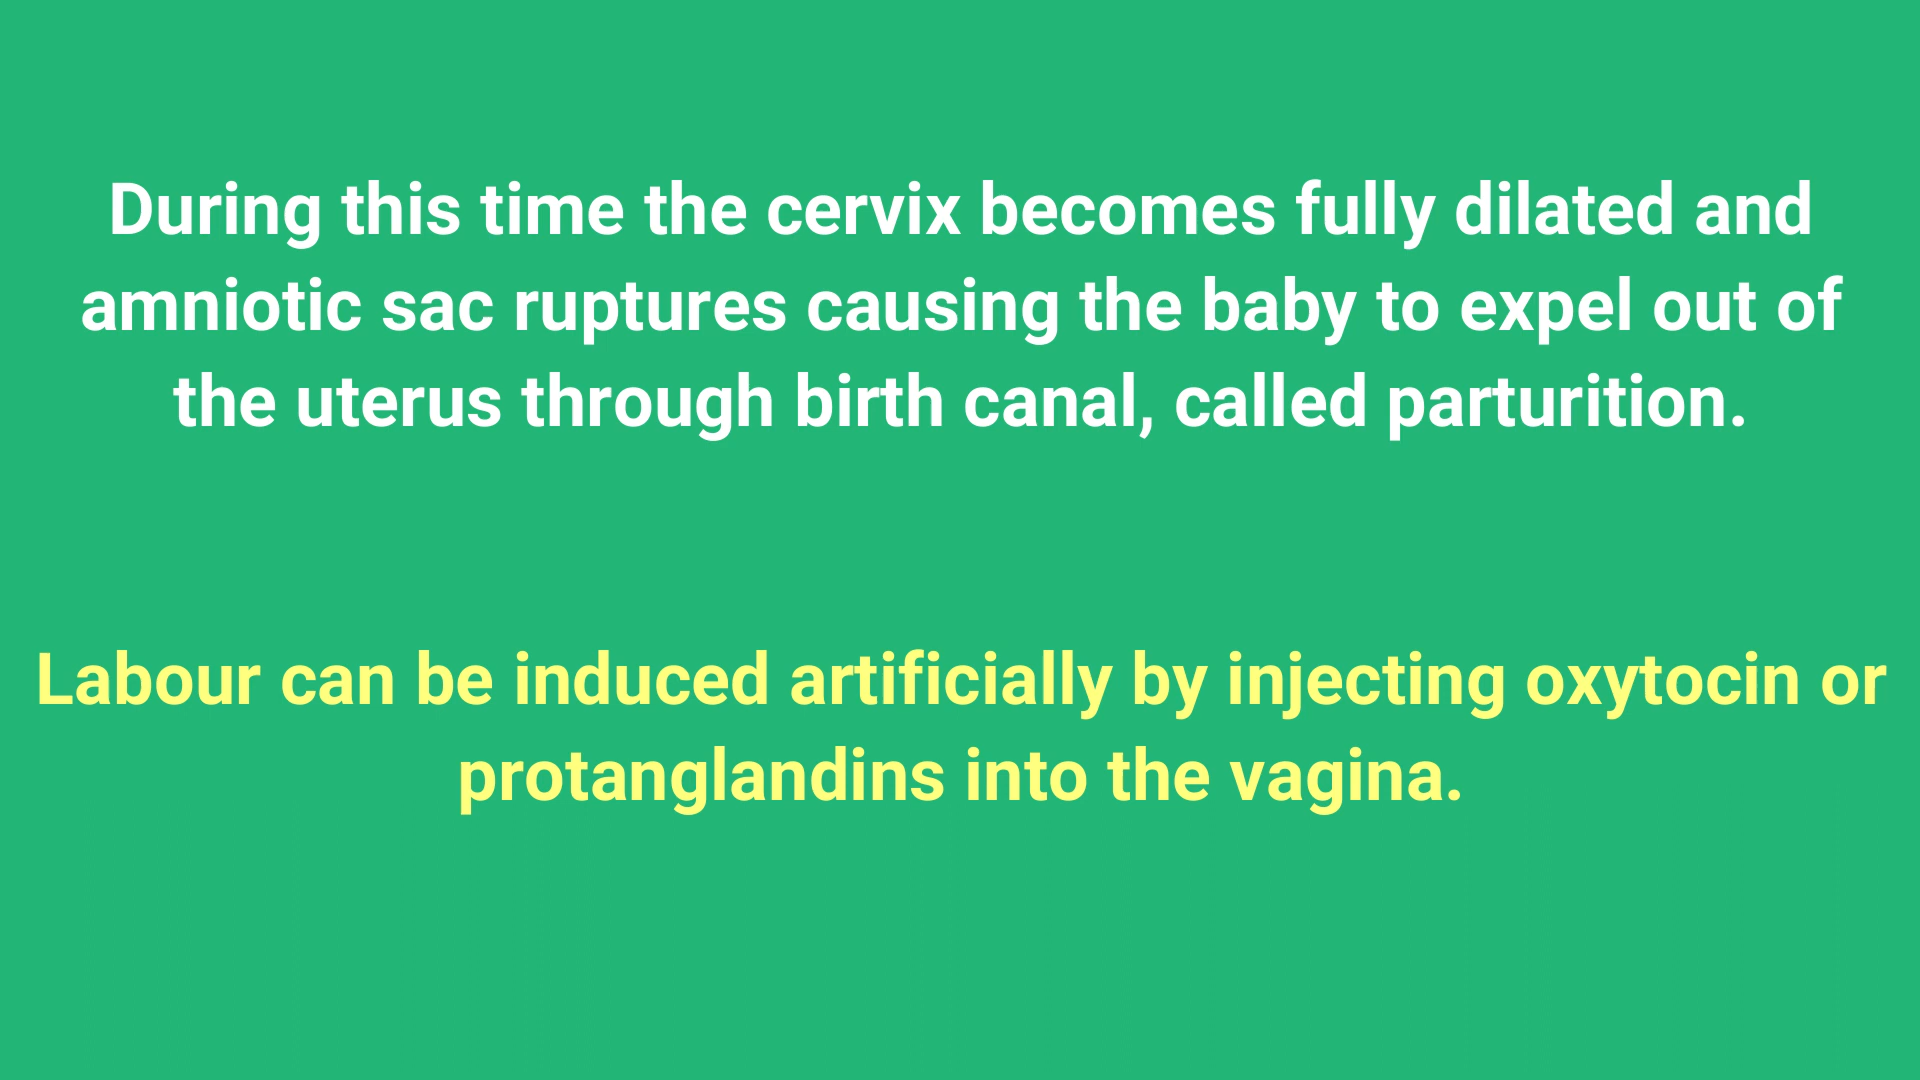 During this time the cervix becomes fully dilated and
amniotic sac ruptures causing the baby to expel out of
the uterus through birth canal, called parturition.
Labour can be induced artificially by injecting oxytocin or
protanglandins into the vagina.